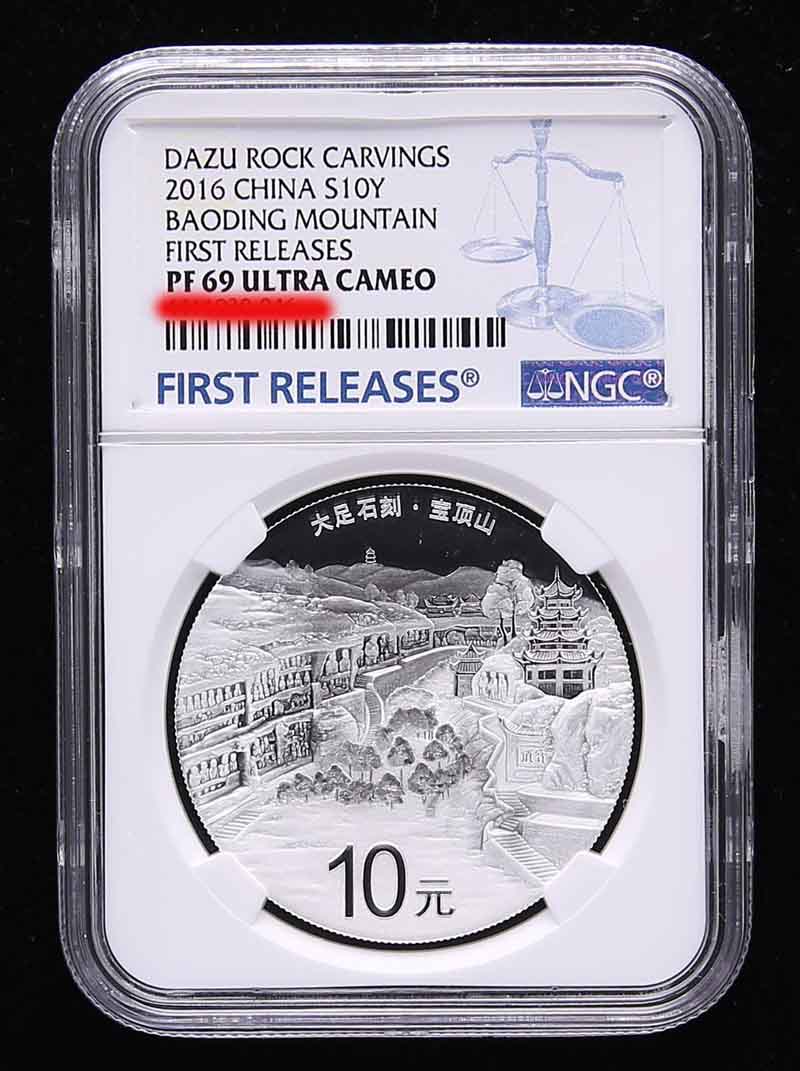 DAZU ROCK CARVINGS
2016 CHINA S10Y
BAODING MOUNTAIN
FIRST RELEASES
PF 69 ULTRA CAMEO
FIRST RELEASES®
NGC®
大足石刻·宝顶山
10元